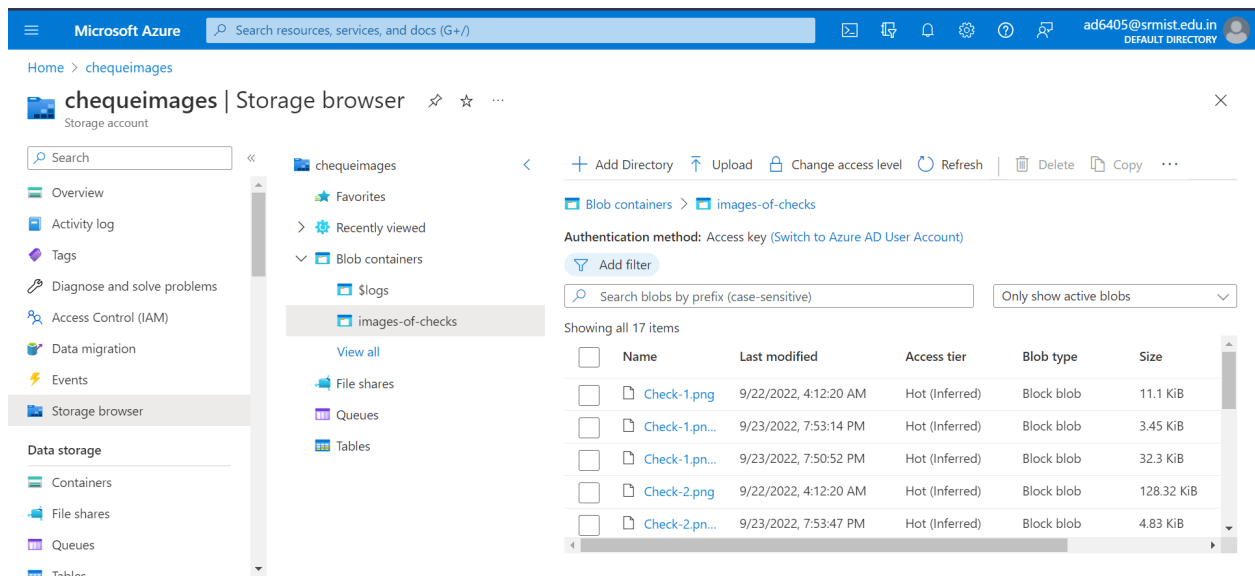 Microsoft Azure
Search resources, services, and docs (G+/)
ad6405@srmist.edu.in
DEFAULT DIRECTORY
Home > chequeimages
chequeimages | Storage browser
Storage account
Search
Overview
Activity log
Tags
Diagnose and solve problems
Access Control (IAM)
Data migration
Events
Storage browser
Data storage
Containers
File shares
Queues
Tables
chequeimages
Favorites
Recently viewed
Blob containers
$logs
images-of-checks
View all
File shares
Queues
Tables
Add Directory Upload Change access level Refresh | Delete Copy ...
Blob containers > images-of-checks
Authentication method: Access key (Switch to Azure AD User Account)
Add filter
Search blobs by prefix (case-sensitive) Only show active blobs
Showing all 17 items
Name Last modified Access tier Blob type Size
Check-1.png 9/22/2022, 4:12:20 AM Hot (Inferred) Block blob 11.1 KiB
Check-1.pn... 9/23/2022, 7:53:14 PM Hot (Inferred) Block blob 3.45 KiB
Check-1.pn... 9/23/2022, 7:50:52 PM Hot (Inferred) Block blob 32.3 KiB
Check-2.png 9/22/2022, 4:12:20 AM Hot (Inferred) Block blob 128.32 KiB
Check-2.pn... 9/23/2022, 7:53:47 PM Hot (Inferred) Block blob 4.83 KiB